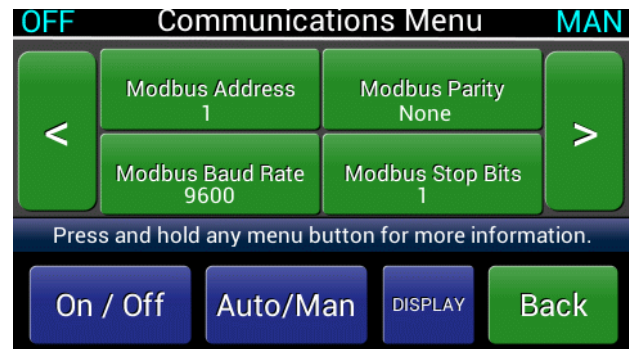 OFF Communications Menu MAN
Modbus Address
1
Modbus Parity
None
<
>
Modbus Baud Rate
9600
Modbus Stop Bits
1
Press and hold any menu button for more information.
On / Off Auto/Man DISPLAY Back